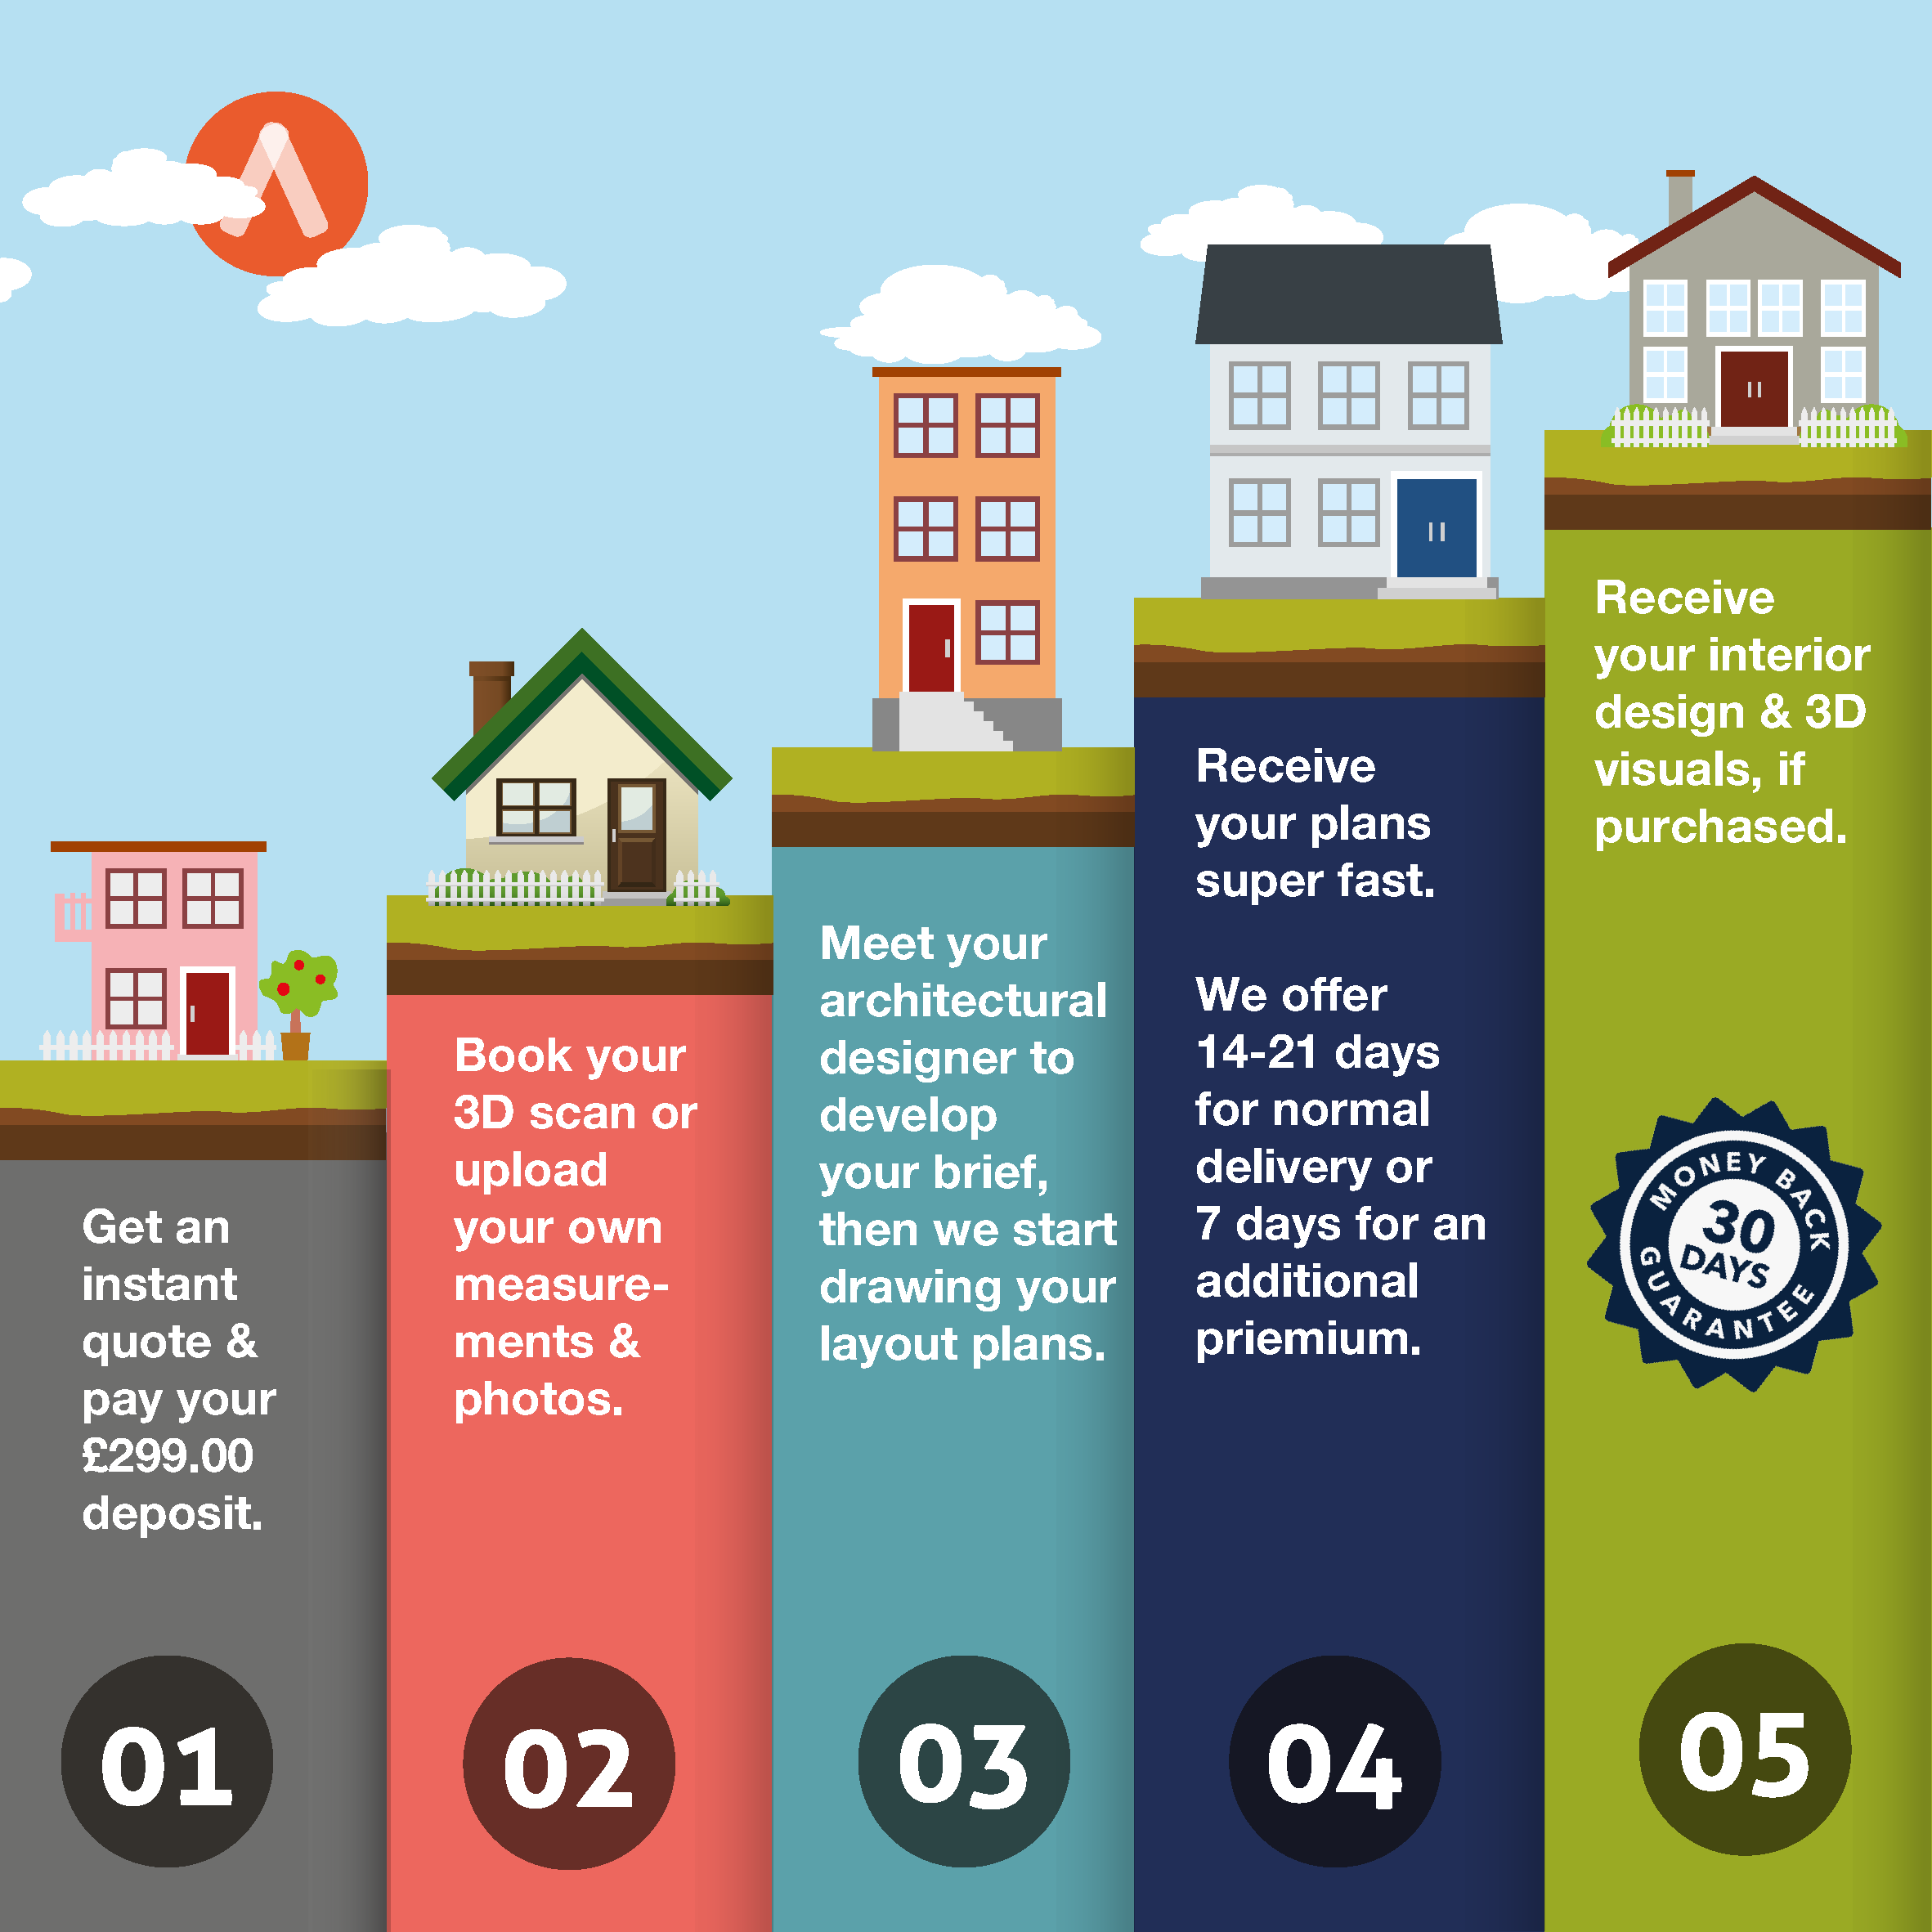 Get an
instant
quote &
pay your
£299.00
deposit.
01
Book your
3D scan or
upload
your own
measure-
ments &
photos.
02
Meet your
architectural
designer to
develop
your brief,
then we start
drawing your
layout plans.
03
Receive
your plans
super fast.
We offer
14-21 days
for normal
delivery or
7 days for an
additional
priemium.
04
Receive
your interior
design & 3D
visuals, if
purchased.
MONEY BACK
30
DAYS
GUARANTEE
05